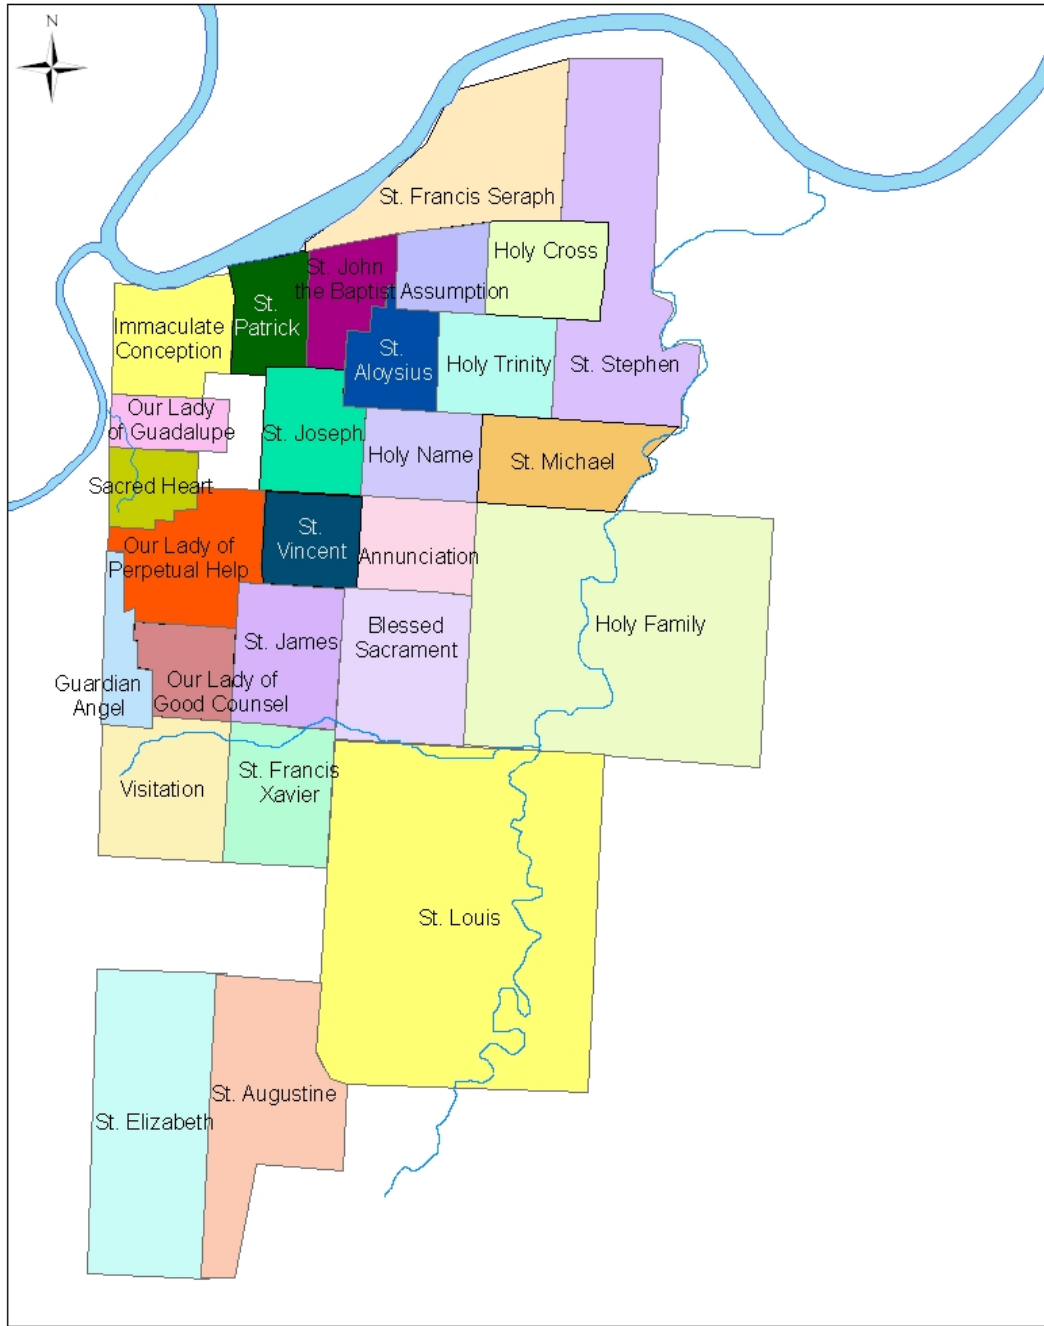 N
St. Francis Seraph
Holy Cross
St. John
the Baptist
Assumption
St.
Patrick
Immaculate
Conception
St.
Aloysius
Holy Trinity
St. Stephen
Our Lady
of Guadalupe
St. Joseph
Holy Name
St. Michael
Sacred Heart
St.
Vincent
Annunciation
Our Lady of
Perpetual Help
Holy Family
Blessed
Sacrament
St. James
Guardian
Angel
Our Lady of
Good Counsel
Visitation
St. Francis
Xavier
St. Louis
St. Augustine
St. Elizabeth